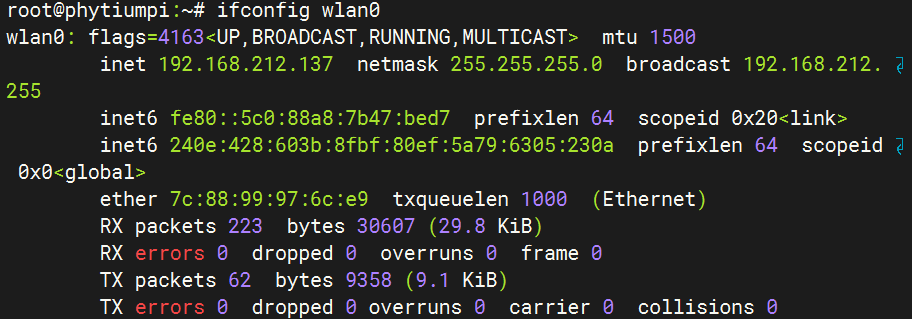 root@phytiumpi:~# ifconfig wlan0
wlan0: flags=4163<UP,BROADCAST,RUNNING,MULTICAST>  mtu 1500
        inet 192.168.212.137  netmask 255.255.255.0  broadcast 192.168.212.
255
        inet6 fe80::5c0:88a8:7b47:bed7  prefixlen 64  scopeid 0x20<link>
        inet6 240e:428:603b:8fbf:80ef:5a79:6305:230a  prefixlen 64  scopeid
 0x0<global>
        ether 7c:88:99:97:6c:e9  txqueuelen 1000  (Ethernet)
        RX packets 223  bytes 30607 (29.8 KiB)
        RX errors 0  dropped 0  overruns 0  frame 0
        TX packets 62  bytes 9358 (9.1 KiB)
        TX errors 0  dropped 0 overruns 0  carrier 0  collisions 0